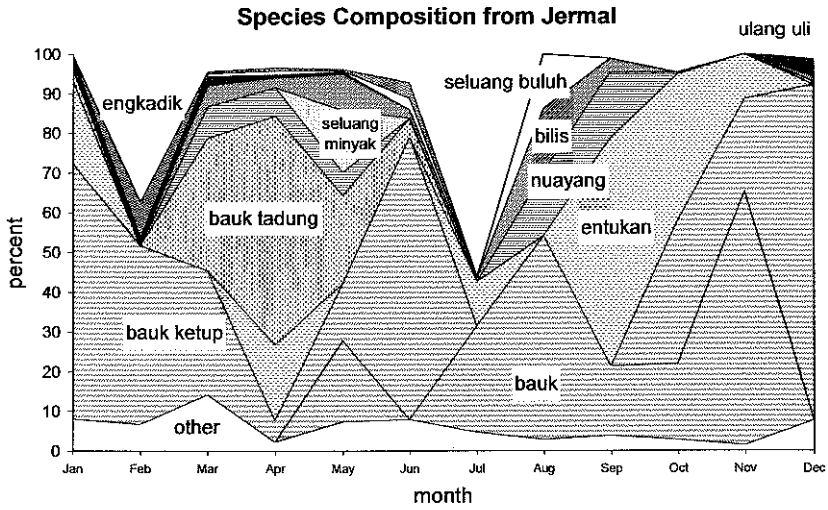 Species Composition from Jermal
ulang uli
100
90
80
70
60
50
40
30
20
10
0
percent
engkadik
seluang buluh
seluang
minyak
bilis
nuayang
bauk tadung
entukan
bauk ketup
bauk
other
Jan Feb Mar Apr May Jun Jul Aug Sep Oct Nov Dec
month